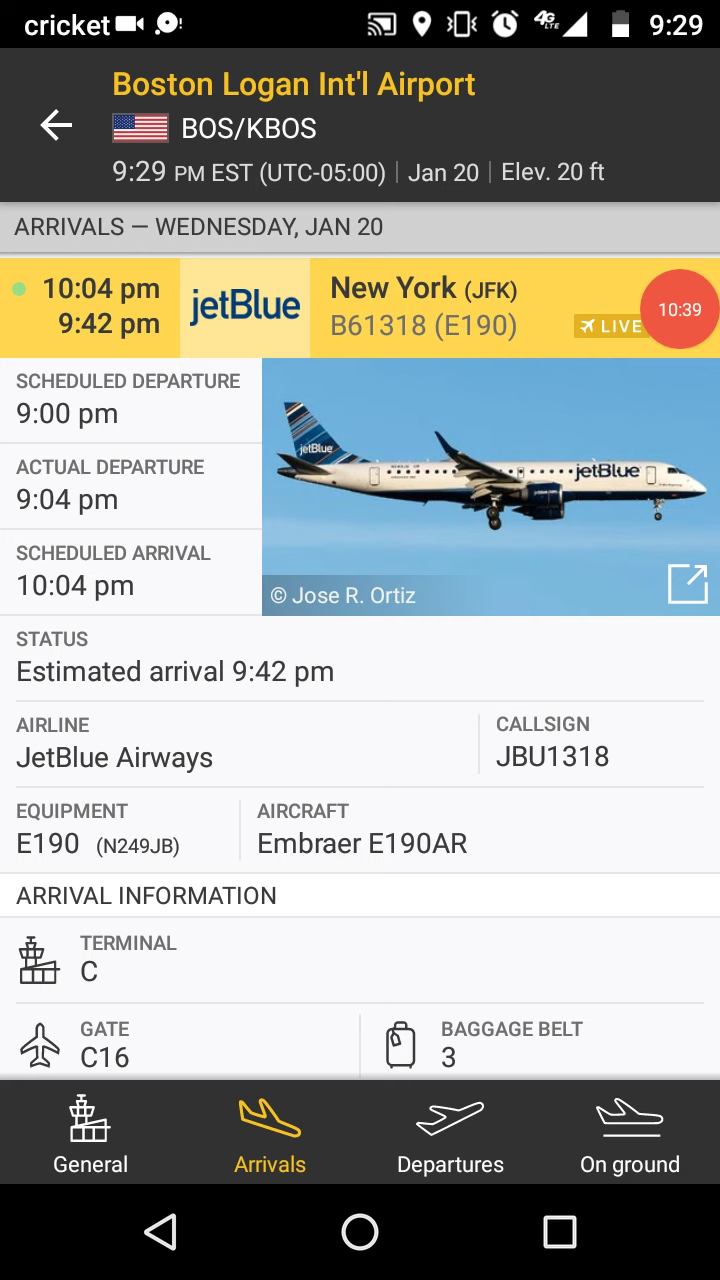 cricket
4G LTE
9:29
Boston Logan Int'l Airport
BOS/KBOS
9:29 PM EST (UTC-05:00) | Jan 20 | Elev. 20 ft
ARRIVALS — WEDNESDAY, JAN 20
10:04 pm
9:42 pm
jetBlue
New York (JFK)
B61318 (E190)
LIVE
10:39
SCHEDULED DEPARTURE
9:00 pm
ACTUAL DEPARTURE
9:04 pm
SCHEDULED ARRIVAL
10:04 pm
jetBlue
jetBlue
© Jose R. Ortiz
STATUS
Estimated arrival 9:42 pm
AIRLINE
JetBlue Airways
CALLSIGN
JBU1318
EQUIPMENT
E190 (N249JB)
AIRCRAFT
Embraer E190AR
ARRIVAL INFORMATION
TERMINAL
C
GATE
C16
BAGGAGE BELT
3
General
Arrivals
Departures
On ground